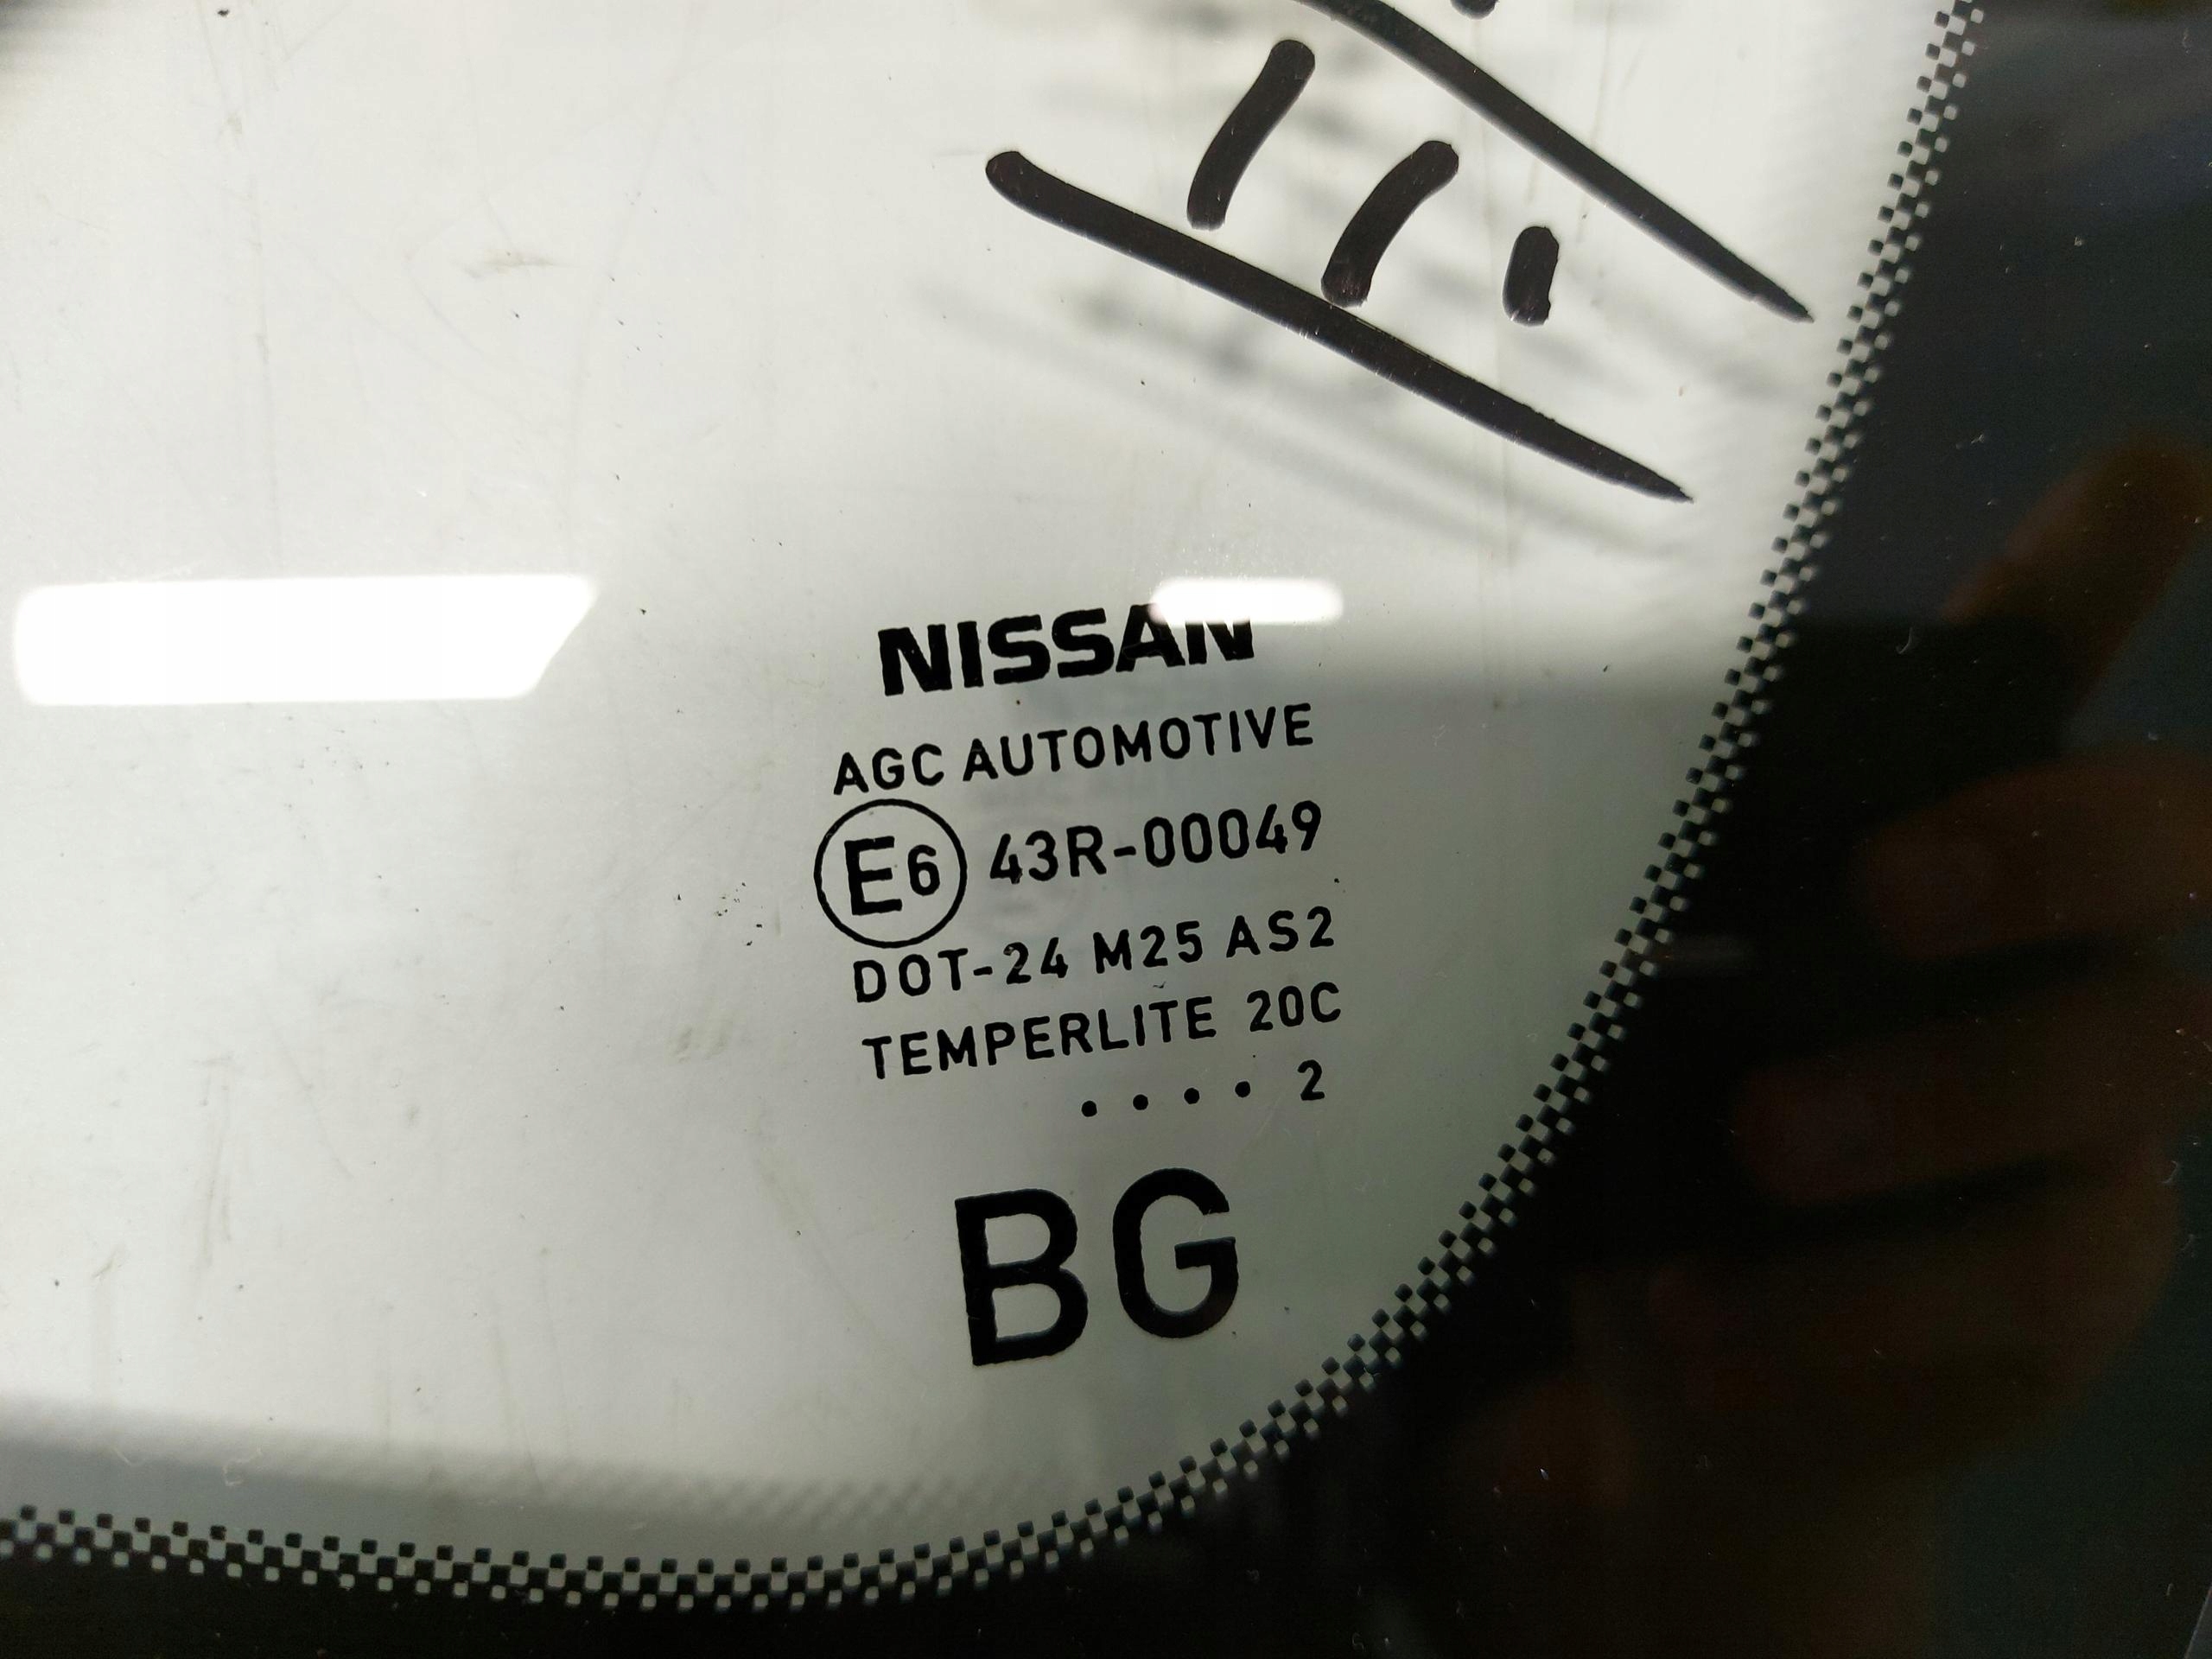 NISSAN
AGC AUTOMOTIVE
E6 43R-00049
DOT-24 M25 AS2
TEMPERLITE 20C
• • • • 2
BG